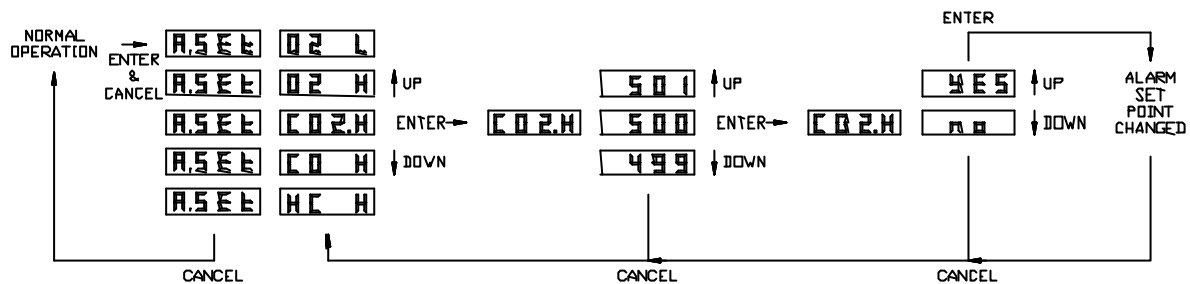 ENTER
NORMAL
OPERATION
ENTER
&
CANCEL
A.SEt O2 L
A.SEt O2 H
A.SEt CO2.H
A.SEt CO H
A.SEt HC H
UP
ENTER
DOWN
CO2.H
501
500
499
UP
ENTER
DOWN
CO2.H
YES
no
UP
DOWN
ALARM
SET
POINT
CHANGED
CANCEL
CANCEL
CANCEL